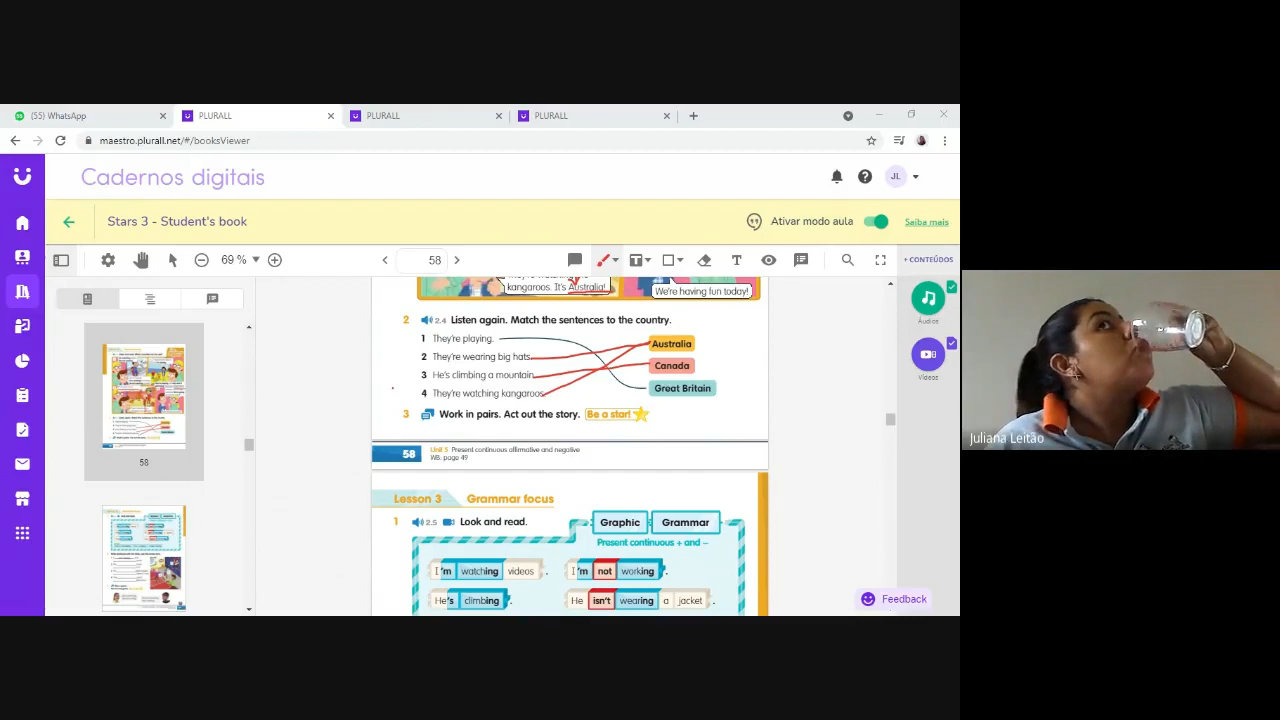 (55) WhatsApp
PLURALL
PLURALL
PLURALL
maestro.plurall.net/#/booksViewer
Cadernos digitais
JL
Stars 3 - Student's book
Ativar modo aula
Saiba mais
69 %
58
+ CONTEÚDOS
kangaroos. It's Australia!
We're having fun today!
2 2.4 Listen again. Match the sentences to the country.
1 They're playing.
2 They're wearing big hats.
3 He's climbing a mountain.
4 They're watching kangaroos.
Australia
Canada
Great Britain
3 Work in pairs. Act out the story. Be a star!
58 Unit 5 Present continuous affirmative and negative
WB. page 49
Lesson 3 Grammar focus
1 2.5 Look and read.
Graphic Grammar
Present continuous + and –
I 'm watching videos .
I 'm not working .
He 's climbing .
He isn't wearing a jacket .
58
Áudios
Vídeos
Feedback
Juliana Leitão